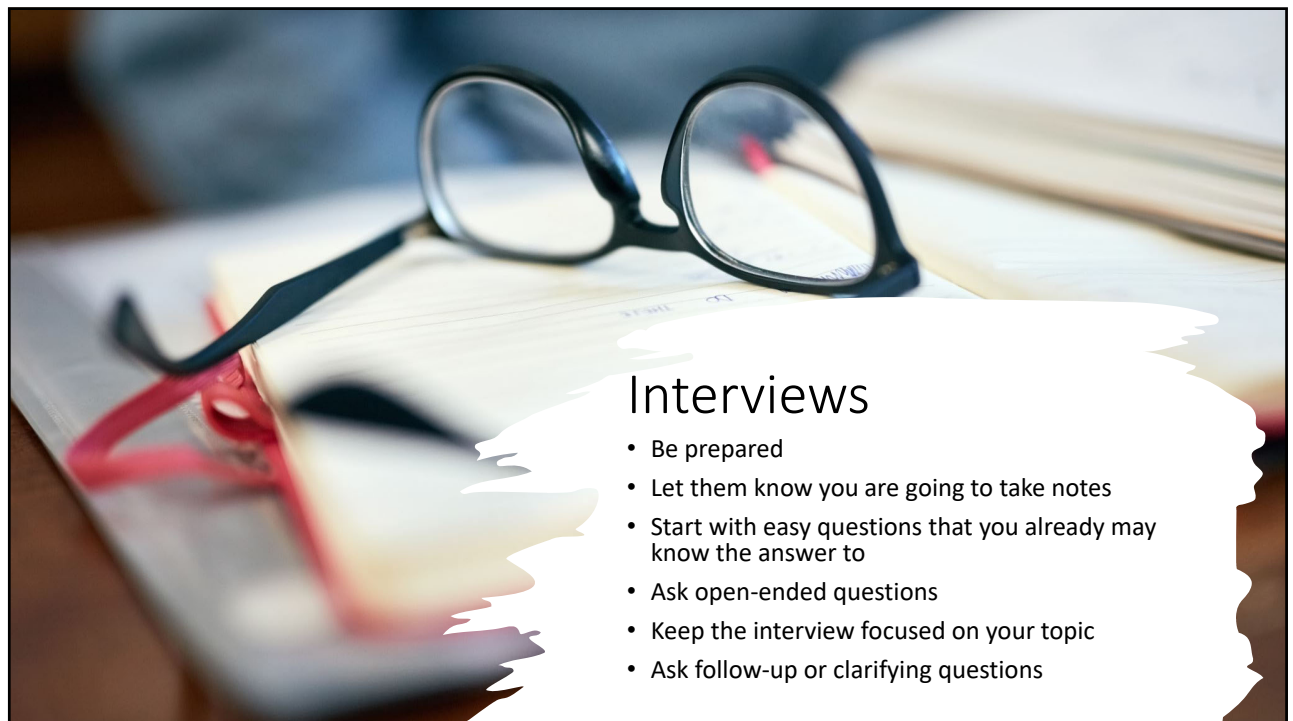 Interviews
• Be prepared
• Let them know you are going to take notes
• Start with easy questions that you already may
know the answer to
• Ask open-ended questions
• Keep the interview focused on your topic
• Ask follow-up or clarifying questions